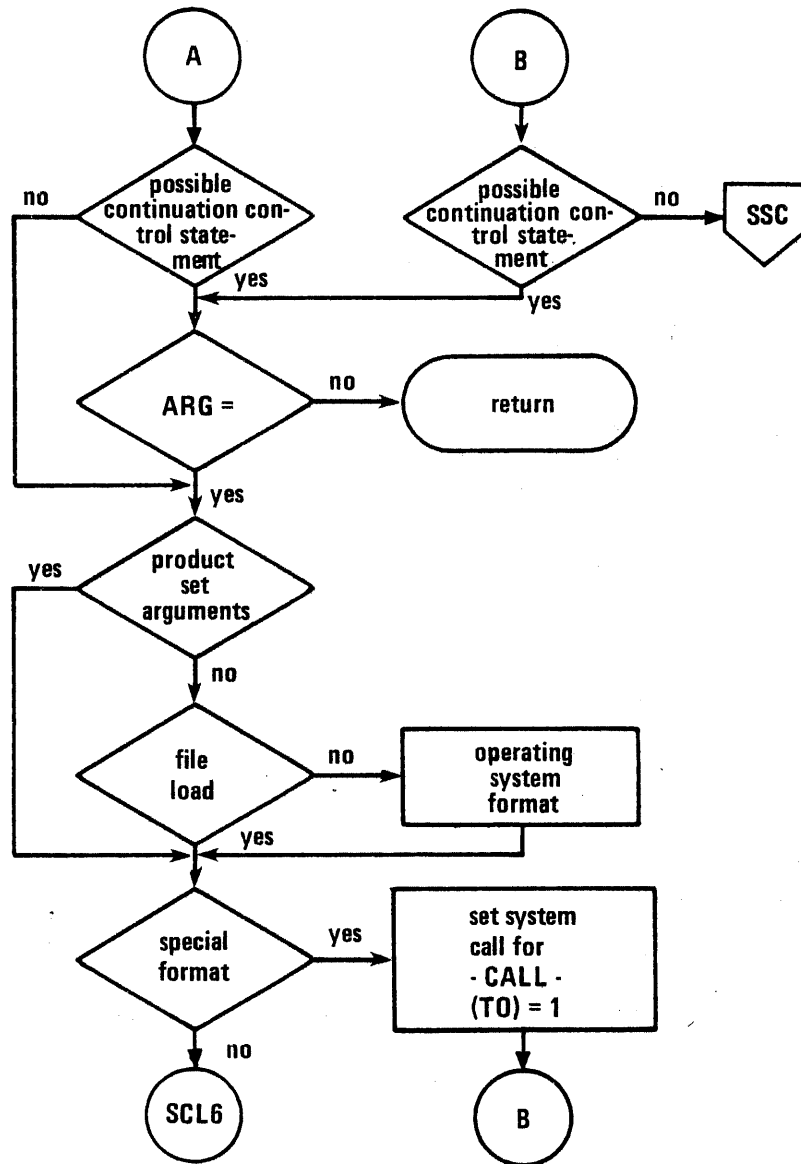 A
B
no
possible
continuation con-
trol state-
ment
possible
continuation con-
trol state-
ment
no
SSC
yes
yes
ARG =
no
return
yes
yes
product
set
arguments
no
file
load
no
operating
system
format
yes
special
format
yes
set system
call for
- CALL -
(TO) = 1
no
SCL6
B